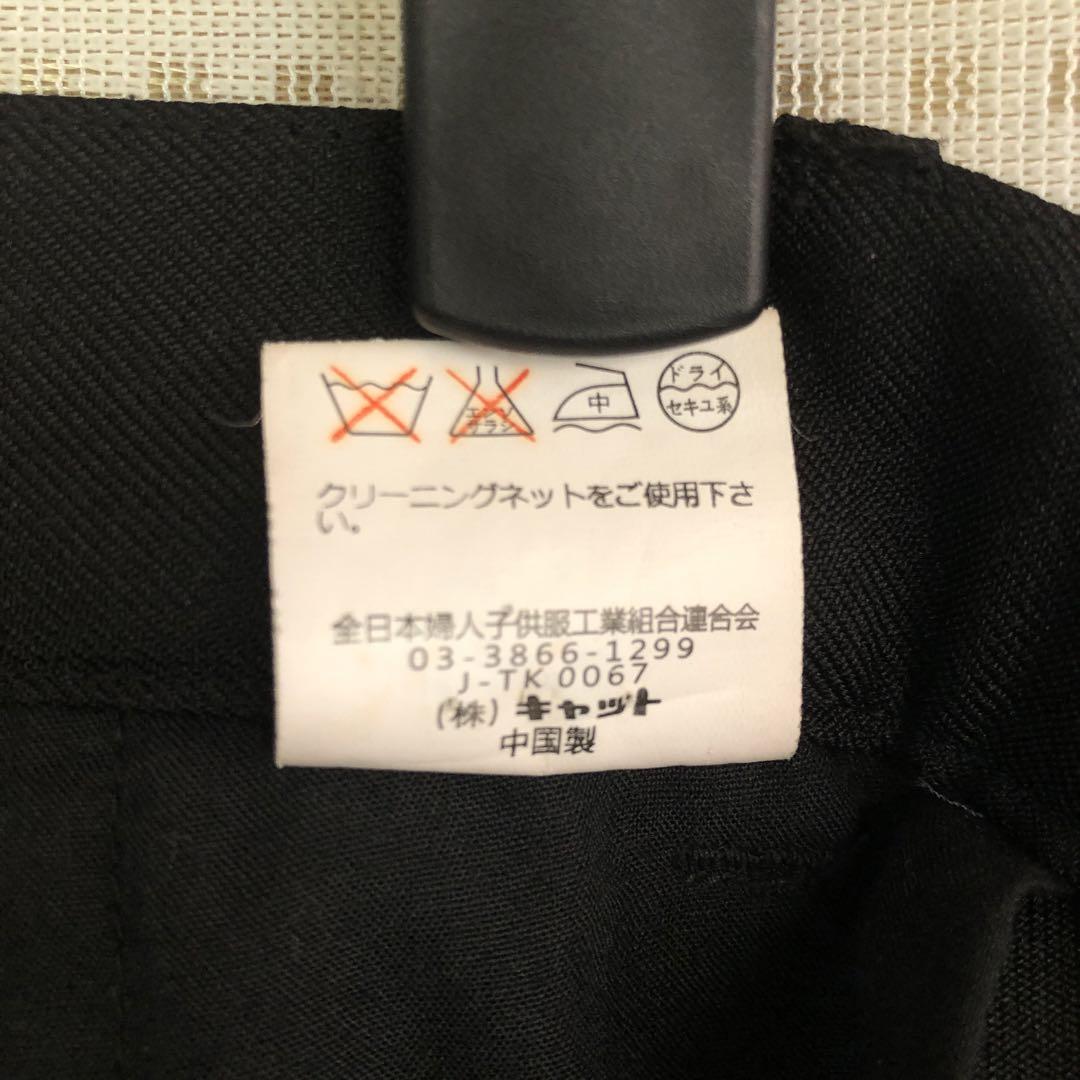 エンソ
サラシ
中
ドライ
セキユ系
クリーニングネットをご使用下さ
い。
全日本婦人子供服工業組合連合会
03-3866-1299
J-TK 0067
(株) キャット
中国製